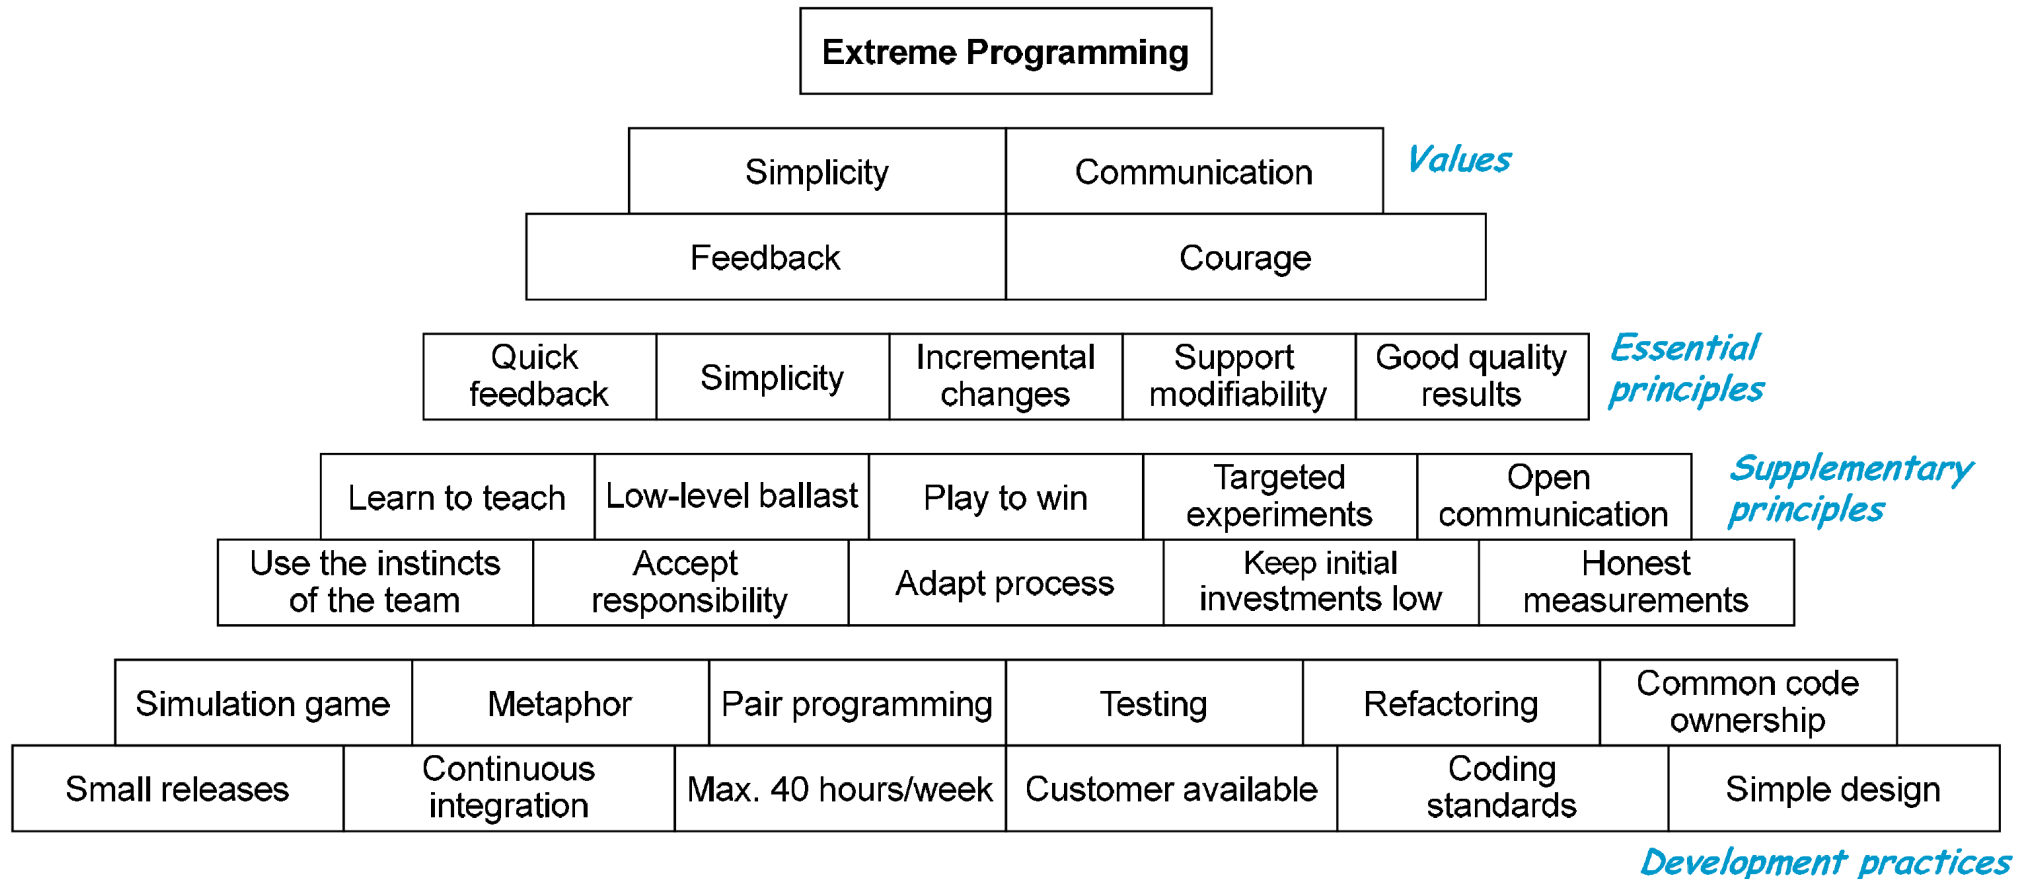 Extreme Programming
Simplicity
Communication
Values
Feedback
Courage
Quick
feedback
Simplicity
Incremental
changes
Support
modifiability
Good quality
results
Essential
principles
Learn to teach
Low-level ballast
Play to win
Targeted
experiments
Open
communication
Supplementary
principles
Use the instincts
of the team
Accept
responsibility
Adapt process
Keep initial
investments low
Honest
measurements
Simulation game
Metaphor
Pair programming
Testing
Refactoring
Common code
ownership
Small releases
Continuous
integration
Max. 40 hours/week
Customer available
Coding
standards
Simple design
Development practices